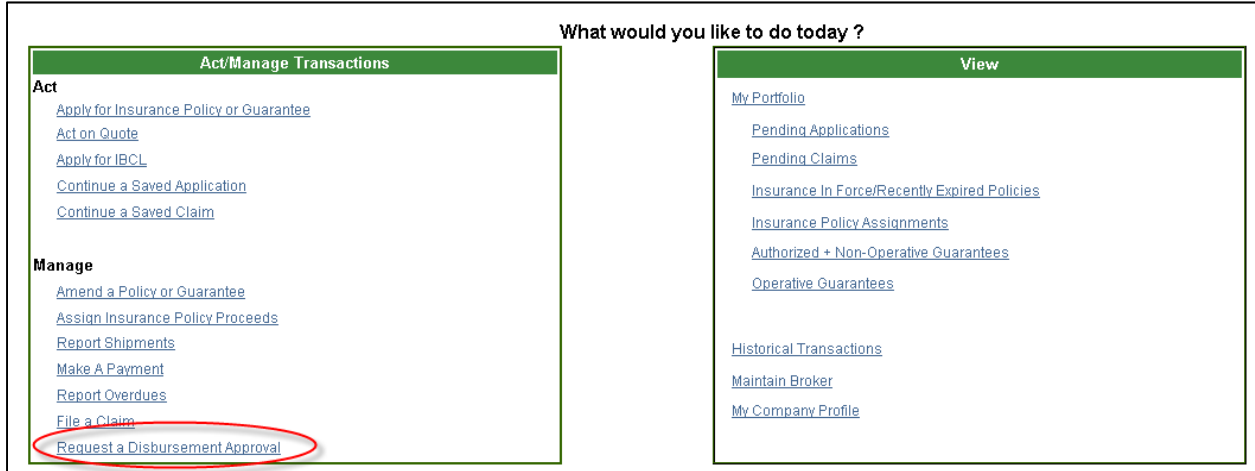 What would you like to do today ?
Act/Manage Transactions
Act
Apply for Insurance Policy or Guarantee
Act on Quote
Apply for IBCL
Continue a Saved Application
Continue a Saved Claim
Manage
Amend a Policy or Guarantee
Assign Insurance Policy Proceeds
Report Shipments
Make A Payment
Report Overdues
File a Claim
Request a Disbursement Approval
View
My Portfolio
Pending Applications
Pending Claims
Insurance In Force/Recently Expired Policies
Insurance Policy Assignments
Authorized + Non-Operative Guarantees
Operative Guarantees
Historical Transactions
Maintain Broker
My Company Profile